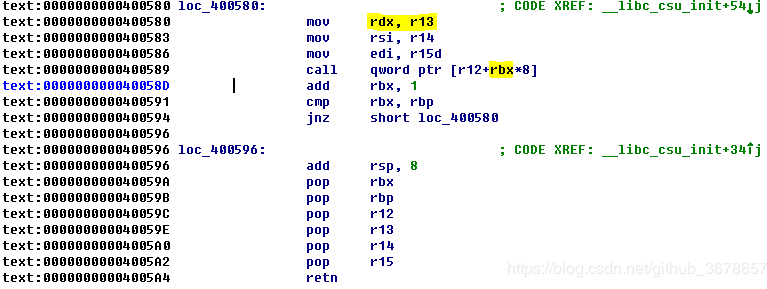 text:0000000000400580 loc_400580: ; CODE XREF: __libc_csu_init+54↓j
text:0000000000400580 mov rdx, r13
text:0000000000400583 mov rsi, r14
text:0000000000400586 mov edi, r15d
text:0000000000400589 call qword ptr [r12+rbx*8]
text:000000000040058D add rbx, 1
text:0000000000400591 cmp rbx, rbp
text:0000000000400594 jnz short loc_400580
text:0000000000400596
text:0000000000400596 loc_400596: ; CODE XREF: __libc_csu_init+34↑j
text:0000000000400596 add rsp, 8
text:000000000040059A pop rbx
text:000000000040059B pop rbp
text:000000000040059C pop r12
text:000000000040059E pop r13
text:00000000004005A0 pop r14
text:00000000004005A2 pop r15
text:00000000004005A4 retn
https://blog.csdn.net/github_3678857